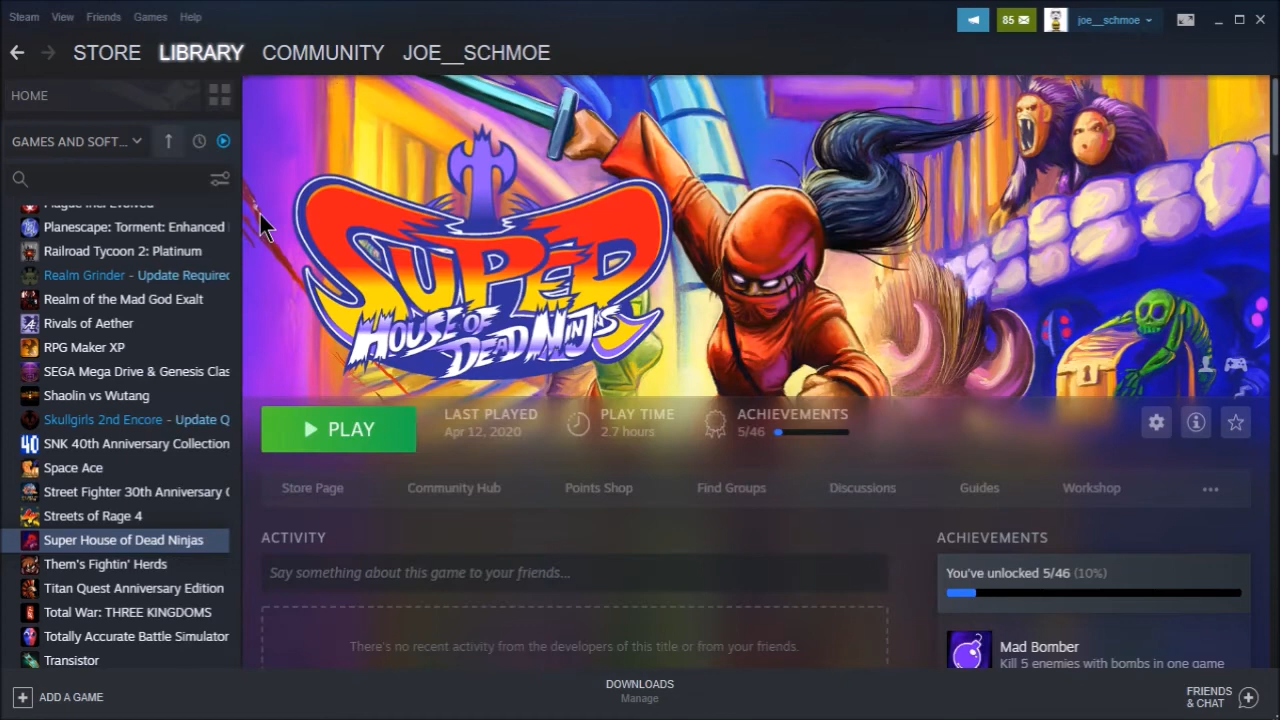 Steam View Friends Games Help
85
joe__schmoe
STORE LIBRARY COMMUNITY JOE__SCHMOE
HOME
GAMES AND SOFT...
Plague Inc: Evolved
Planescape: Torment: Enhanced
Railroad Tycoon 2: Platinum
Realm Grinder - Update Required
Realm of the Mad God Exalt
Rivals of Aether
RPG Maker XP
SEGA Mega Drive & Genesis Clas
Shaolin vs Wutang
Skullgirls 2nd Encore - Update Q
SNK 40th Anniversary Collection
Space Ace
Street Fighter 30th Anniversary C
Streets of Rage 4
Super House of Dead Ninjas
Them's Fightin' Herds
Titan Quest Anniversary Edition
Total War: THREE KINGDOMS
Totally Accurate Battle Simulator
Transistor
ADD A GAME
SUPER
HOUSE OF
DEAD NINJAS
PLAY
LAST PLAYED
Apr 12, 2020
PLAY TIME
2.7 hours
ACHIEVEMENTS
5/46
Store Page Community Hub Points Shop Find Groups Discussions Guides Workshop ...
ACTIVITY
Say something about this game to your friends...
There's no recent activity from the developers of this title or from your friends.
ACHIEVEMENTS
You've unlocked 5/46 (10%)
Mad Bomber
Kill 5 enemies with bombs in one game
DOWNLOADS
Manage
FRIENDS
& CHAT